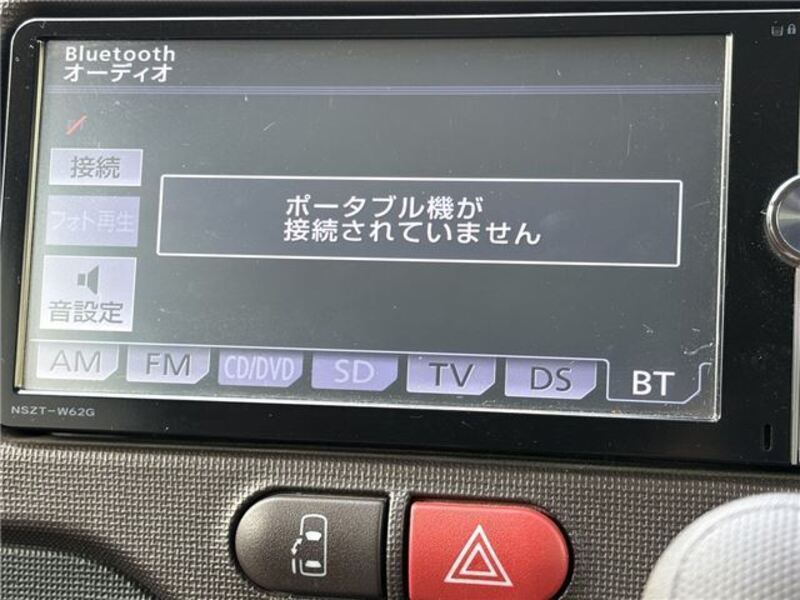 Bluetooth
オーディオ
接続
フォト再生
音設定
ポータブル機が
接続されていません
AM FM CD/DVD SD TV DS BT
NSZT-W62G